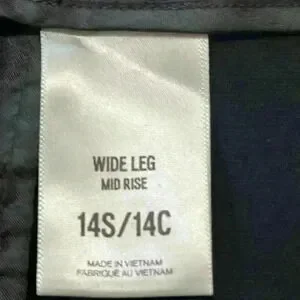 WIDE LEG
MID RISE
14S/14C
MADE IN VIETNAM
FABRIQUÉ AU VIETNAM